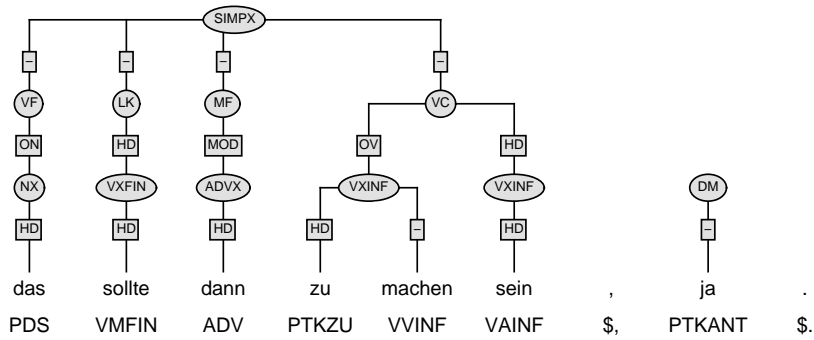 SIMPX
– – – –
VF LK MF VC
ON HD MOD OV HD
NX VXFIN ADVX VXINF VXINF DM
HD HD HD HD – HD –
das sollte dann zu machen sein , ja .
PDS VMFIN ADV PTKZU VVINF VAINF $, PTKANT $.